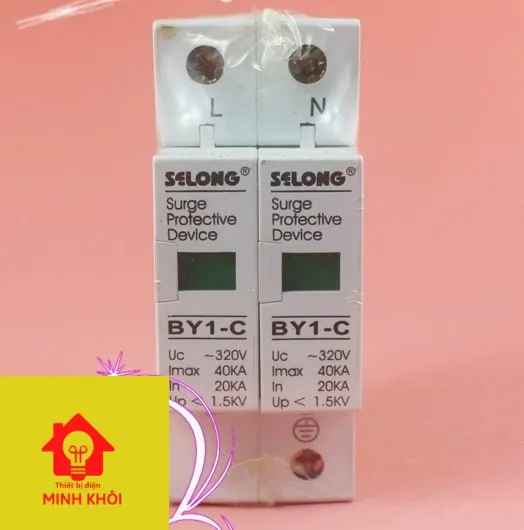 L N
SELONG®
Surge
Protective
Device
BY1-C
Uc ~320V
Imax 40KA
In 20KA
Up < 1.5KV
SELONG®
Surge
Protective
Device
BY1-C
Uc ~320V
Imax 40KA
In 20KA
Up < 1.5KV
Thiết bị điện
MINH KHÔI